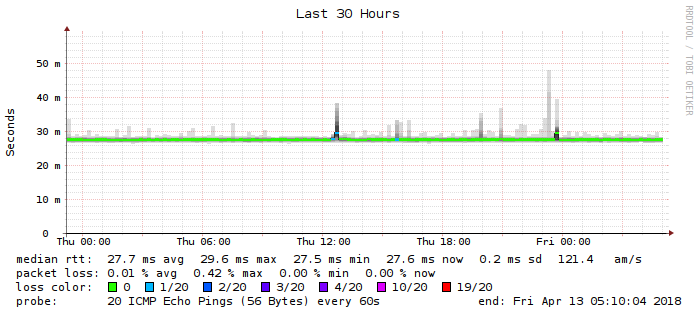 Last 30 Hours
RRDTOOL / TOBI OETIKER
Seconds
50 m
40 m
30 m
20 m
10 m
0
Thu 00:00 Thu 06:00 Thu 12:00 Thu 18:00 Fri 00:00
median rtt: 27.7 ms avg 29.6 ms max 27.5 ms min 27.6 ms now 0.2 ms sd 121.4 am/s
packet loss: 0.01 % avg 0.42 % max 0.00 % min 0.00 % now
loss color: 0 1/20 2/20 3/20 4/20 10/20 19/20
probe: 20 ICMP Echo Pings (56 Bytes) every 60s end: Fri Apr 13 05:10:04 2018